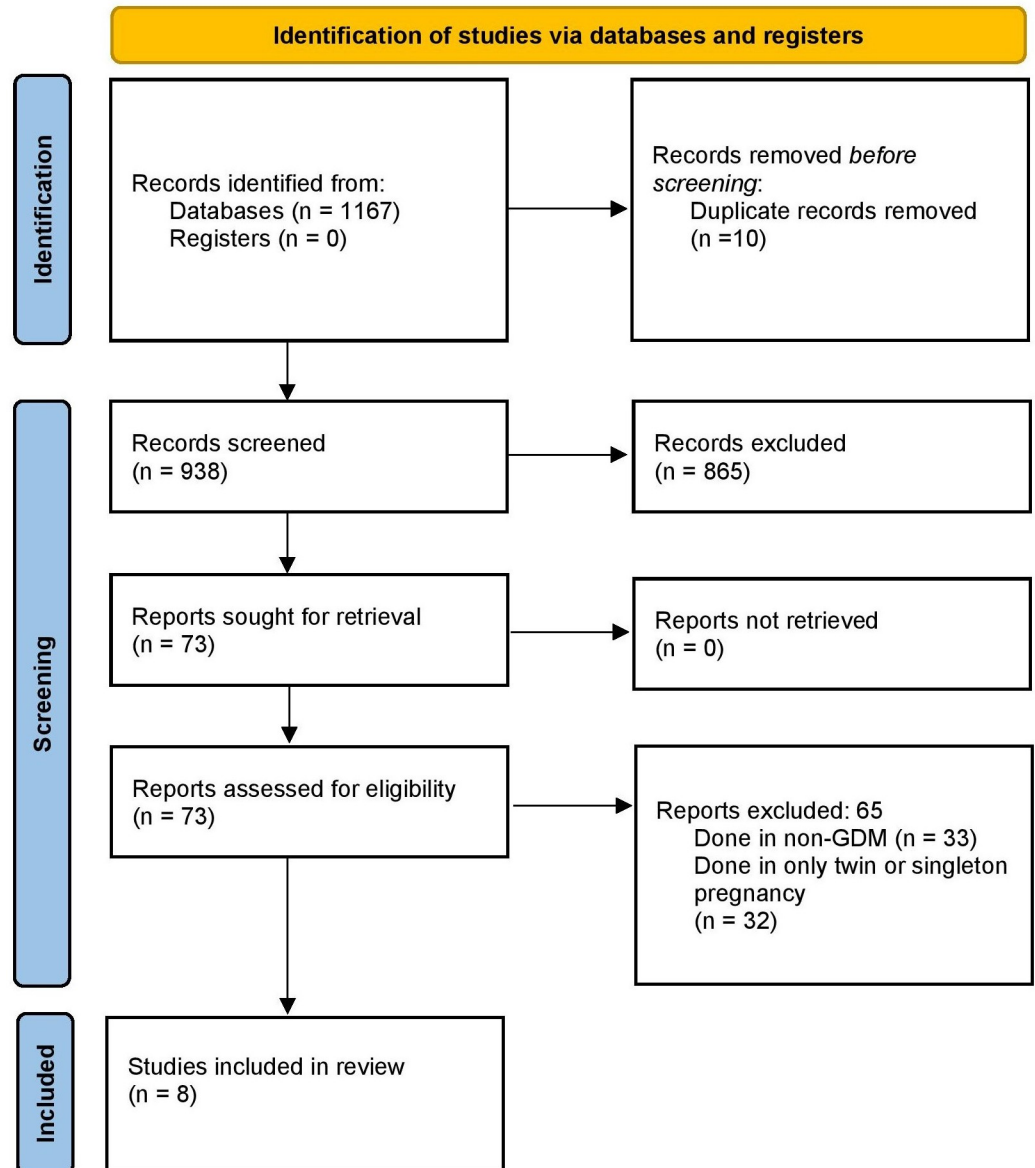 Identification of studies via databases and registers
Identification
Records identified from:
Databases (n = 1167)
Registers (n = 0)
Records removed before
screening:
Duplicate records removed
(n =10)
Screening
Records screened
(n = 938)
Records excluded
(n = 865)
Reports sought for retrieval
(n = 73)
Reports not retrieved
(n = 0)
Reports assessed for eligibility
(n = 73)
Reports excluded: 65
Done in non-GDM (n = 33)
Done in only twin or singleton
pregnancy
(n = 32)
Included
Studies included in review
(n = 8)